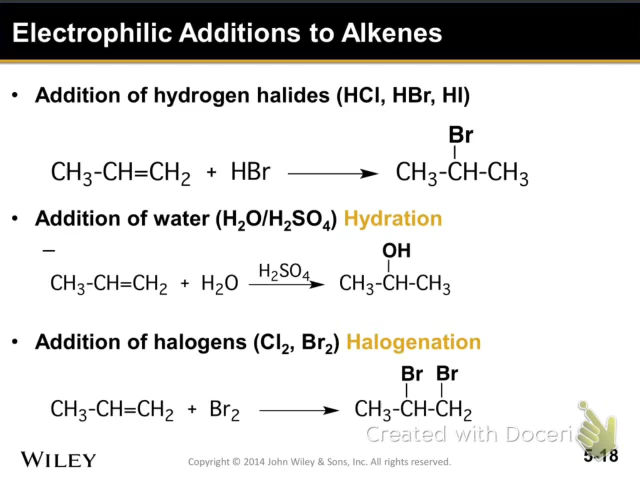 Electrophilic Additions to Alkenes
• Addition of hydrogen halides (HCl, HBr, HI)
Br
CH₃-CH=CH₂ + HBr ⟶ CH₃-CH-CH₃
• Addition of water (H₂O/H₂SO₄) Hydration
–
OH
H₂SO₄
CH₃-CH=CH₂ + H₂O ⟶ CH₃-CH-CH₃
• Addition of halogens (Cl₂, Br₂) Halogenation
Br Br
CH₃-CH=CH₂ + Br₂ ⟶ CH₃-CH-CH₂
Created with Doceri
WILEY
Copyright © 2014 John Wiley & Sons, Inc. All rights reserved.
5-18